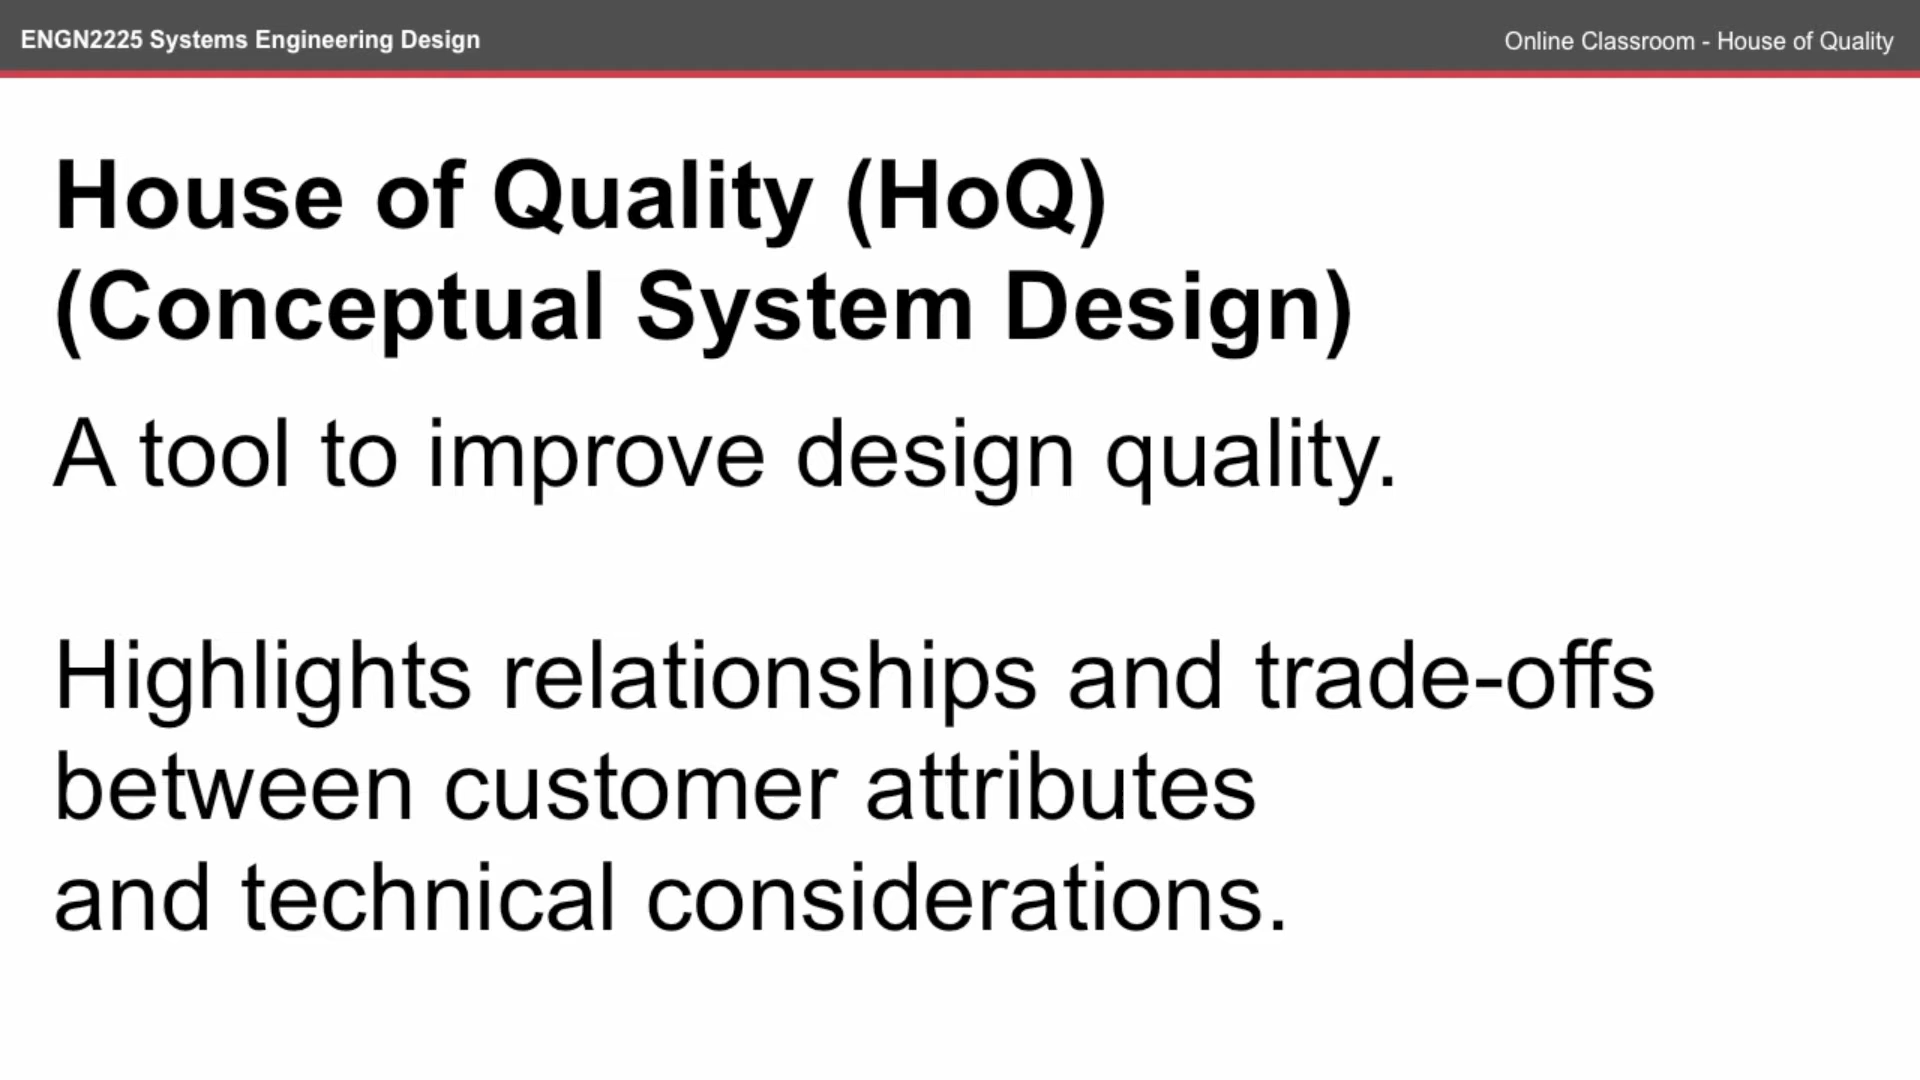 ENGN2225 Systems Engineering Design
Online Classroom - House of Quality
House of Quality (HoQ)
(Conceptual System Design)
A tool to improve design quality.
Highlights relationships and trade-offs
between customer attributes
and technical considerations.